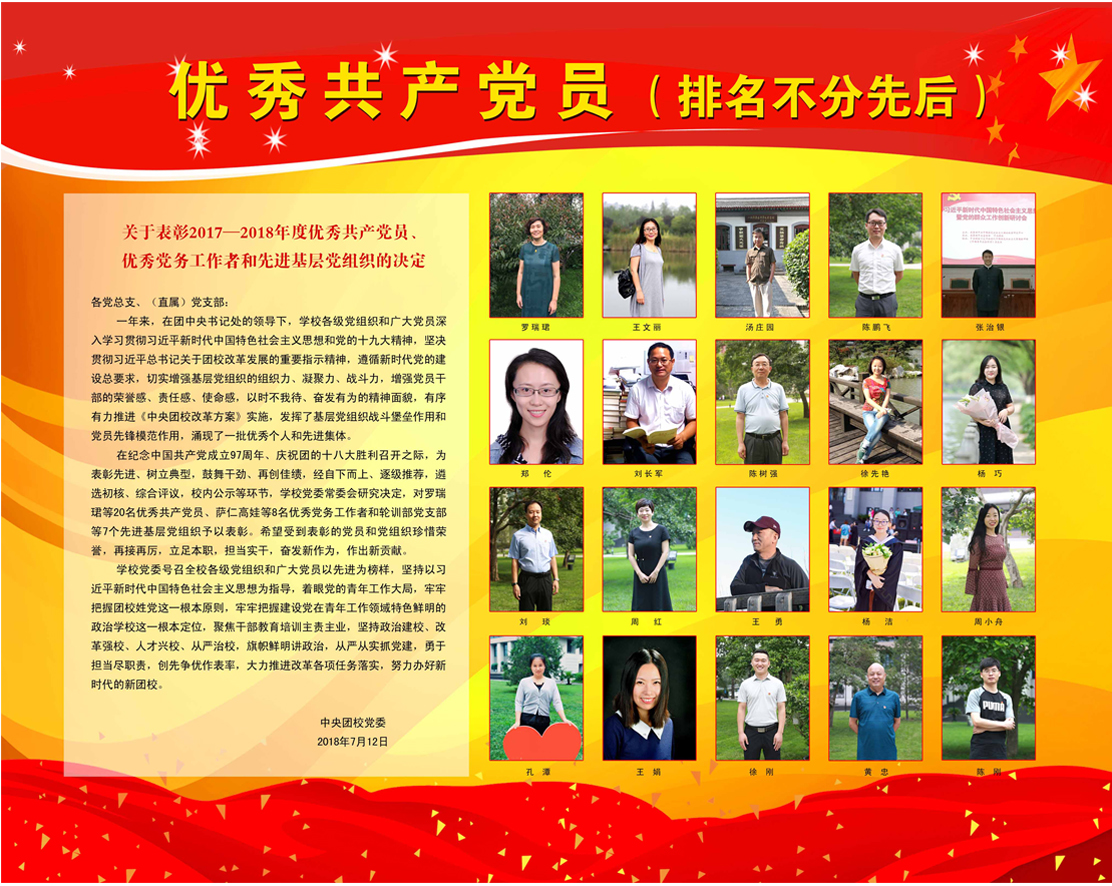 优秀共产党员（排名不分先后）
关于表彰2017—2018年度优秀共产党员、
优秀党务工作者和先进基层党组织的决定
各党总支、（直属）党支部：
一年来，在团中央书记处的领导下，学校各级党组织和广大党员深
入学习贯彻习近平新时代中国特色社会主义思想和党的十九大精神，坚决
贯彻习近平总书记关于团校改革发展的重要指示精神，遵循新时代党的建
设总要求，切实增强基层党组织的组织力、凝聚力、战斗力，增强党员干
部的荣誉感、责任感、使命感，以时不我待、奋发有为的精神面貌，有序
有力推进《中央团校改革方案》实施，发挥了基层党组织战斗堡垒作用和
党员先锋模范作用，涌现了一批优秀个人和先进集体。
在纪念中国共产党成立97周年、庆祝团的十八大胜利召开之际，为
表彰先进、树立典型，鼓舞干劲、再创佳绩，经自下而上、逐级推荐，遴
选初核、综合评议，校内公示等环节，学校党委常委会研究决定，对罗瑞
珺等20名优秀共产党员、萨仁高娃等8名优秀党务工作者和轮训部党支部
等7个先进基层党组织予以表彰。希望受到表彰的党员和党组织珍惜荣
誉，再接再厉，立足本职，担当实干，奋发新作为，作出新贡献。
学校党委号召全校各级党组织和广大党员以先进为榜样，坚持以习
近平新时代中国特色社会主义思想为指导，着眼党的青年工作大局，牢牢
把握团校姓党这一根本原则，牢牢把握建设党在青年工作领域特色鲜明的
政治学校这一根本定位，聚焦干部教育培训主责主业，坚持政治建校、改
革强校、人才兴校、从严治校，旗帜鲜明讲政治，从严从实抓党建，勇于
担当尽职责，创先争优作表率，大力推进改革各项任务落实，努力办好新
时代的新团校。
中央团校党委
2018年7月12日
习近平新时代中国特色社会主义思想
暨党的群众工作创新研讨会
罗瑞珺 王文丽 汤庄园 陈鹏飞 张治银
郑 伦 刘长军 陈树强 徐先艳 杨 巧
PUMA
刘 琰 周 红 王 勇 杨 洁 周小舟
孔 潭 王 娟 徐 刚 黄 忠 陈 刚